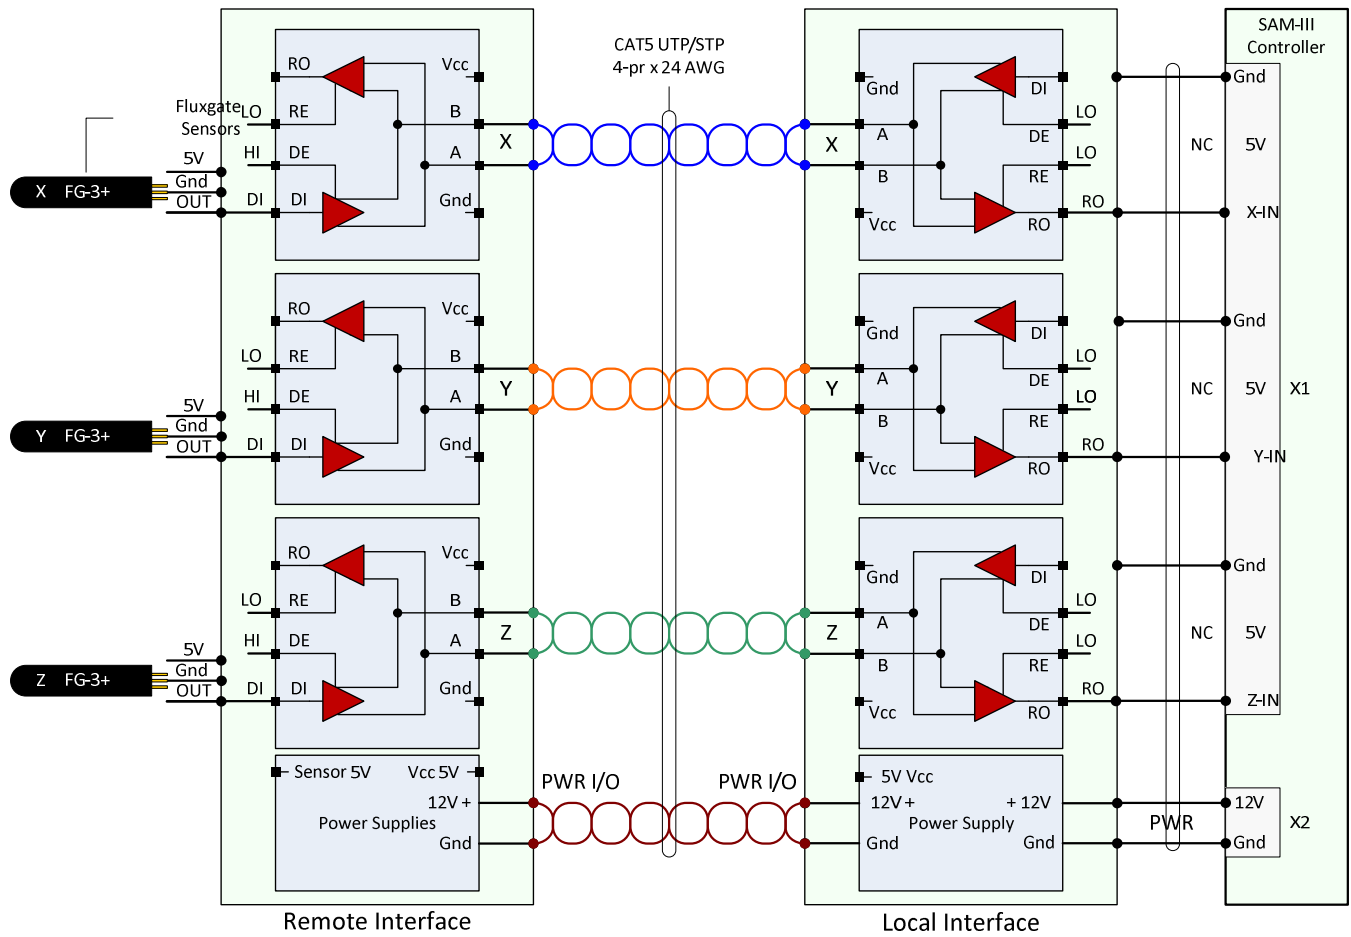 SAM-III
Controller
CAT5 UTP/STP
4-pr x 24 AWG
Fluxgate
Sensors
X FG-3+
5V
Gnd
OUT
LO
HI
DI
RO
RE
DE
DI
Vcc
B
A
Gnd
X
X
Gnd
A
B
Vcc
DI
DE
RE
RO
LO
LO
RO
Gnd
NC
5V
X-IN
Y FG-3+
5V
Gnd
OUT
LO
HI
DI
RO
RE
DE
DI
Vcc
B
A
Gnd
Y
Y
Gnd
A
B
Vcc
DI
DE
RE
RO
LO
LO
RO
Gnd
NC
5V
X1
Y-IN
Z FG-3+
5V
Gnd
OUT
LO
HI
DI
RO
RE
DE
DI
Vcc
B
A
Gnd
Z
Z
Gnd
A
B
Vcc
DI
DE
RE
RO
LO
LO
RO
Gnd
NC
5V
Z-IN
Sensor 5V
Vcc 5V
12V +
Power Supplies
Gnd
PWR I/O
PWR I/O
5V Vcc
12V +
+ 12V
Power Supply
Gnd
Gnd
PWR
12V
Gnd
X2
Remote Interface
Local Interface